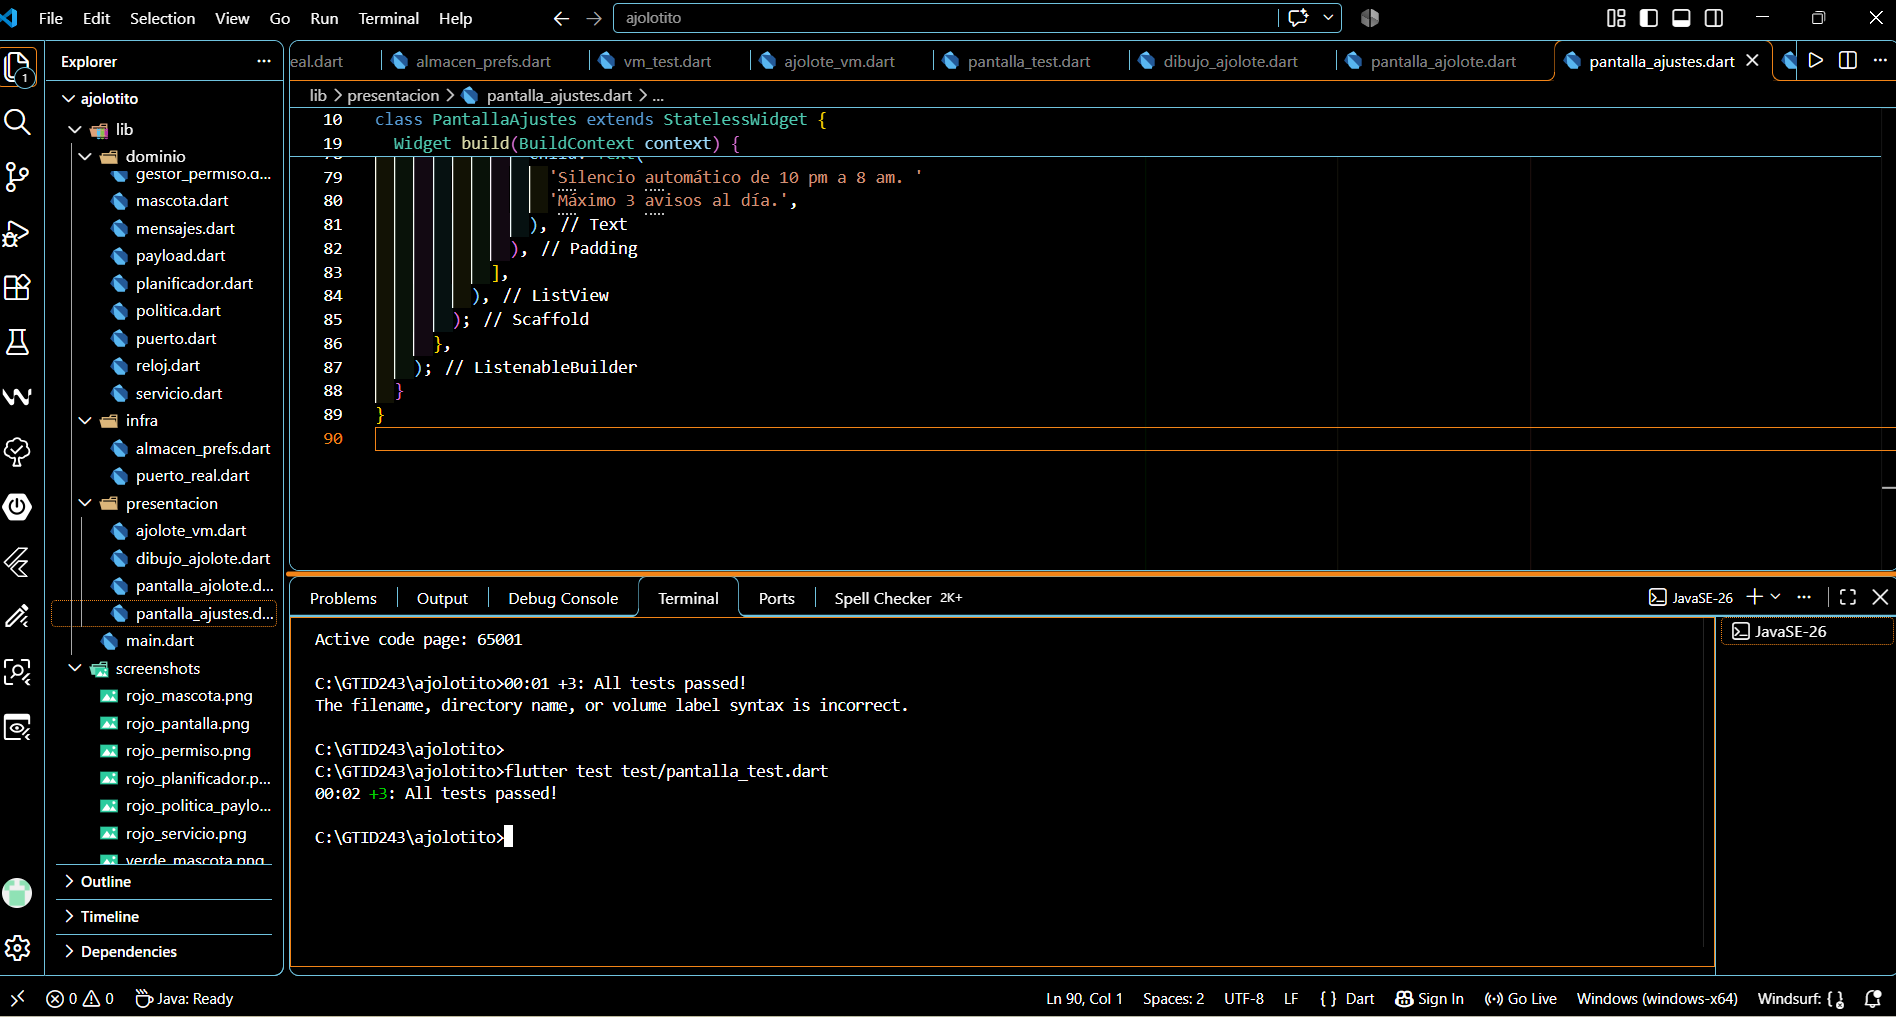 File Edit Selection View Go Run Terminal Help
ajolotito
Explorer
1
ajolotito
lib
dominio
gestor_permiso.d...
mascota.dart
mensajes.dart
payload.dart
planificador.dart
politica.dart
puerto.dart
reloj.dart
servicio.dart
infra
almacen_prefs.dart
puerto_real.dart
presentacion
ajolote_vm.dart
dibujo_ajolote.dart
pantalla_ajolote.d...
pantalla_ajustes.d...
main.dart
screenshots
rojo_mascota.png
rojo_pantalla.png
rojo_permiso.png
rojo_planificador.p...
rojo_politica_paylo...
rojo_servicio.png
verde_mascota.png
Outline
Timeline
Dependencies
eal.dart almacen_prefs.dart vm_test.dart ajolote_vm.dart pantalla_test.dart dibujo_ajolote.dart pantalla_ajolote.dart pantalla_ajustes.dart
lib > presentacion > pantalla_ajustes.dart > ...
10 class PantallaAjustes extends StatelessWidget {
19 Widget build(BuildContext context) {
78 child: Text(
79 'Silencio automático de 10 pm a 8 am. '
80 'Máximo 3 avisos al día.',
81 ), // Text
82 ), // Padding
83 ],
84 ), // ListView
85 ); // Scaffold
86 },
87 ); // ListenableBuilder
88 }
89 }
90
Problems Output Debug Console Terminal Ports Spell Checker 2K+
JavaSE-26
JavaSE-26
Active code page: 65001
C:\GTID243\ajolotito>00:01 +3: All tests passed!
The filename, directory name, or volume label syntax is incorrect.
C:\GTID243\ajolotito>
C:\GTID243\ajolotito>flutter test test/pantalla_test.dart
00:02 +3: All tests passed!
C:\GTID243\ajolotito>
0 0 Java: Ready
Ln 90, Col 1 Spaces: 2 UTF-8 LF {} Dart Sign In Go Live Windows (windows-x64) Windsurf: {}